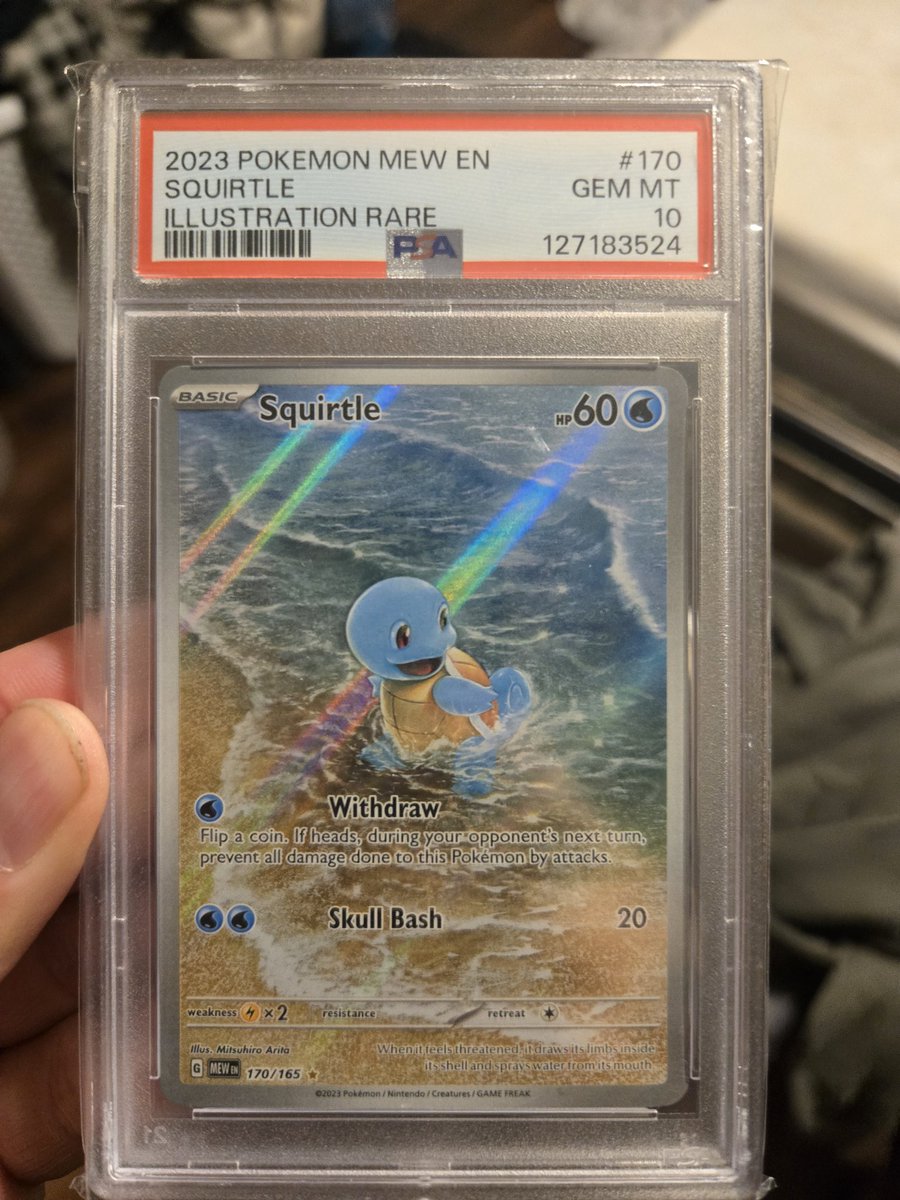 2023 POKEMON MEW EN #170
SQUIRTLE GEM MT
ILLUSTRATION RARE 10
PSA 127183524
BASIC Squirtle HP 60
Withdraw
Flip a coin. If heads, during your opponent's next turn,
prevent all damage done to this Pokémon by attacks.
Skull Bash 20
weakness ×2 resistance retreat
Illus. Mitsuhiro Arita
When it feels threatened, it draws its limbs inside
its shell and sprays water from its mouth.
G MEW EN 170/165
©2023 Pokémon / Nintendo / Creatures / GAME FREAK
21